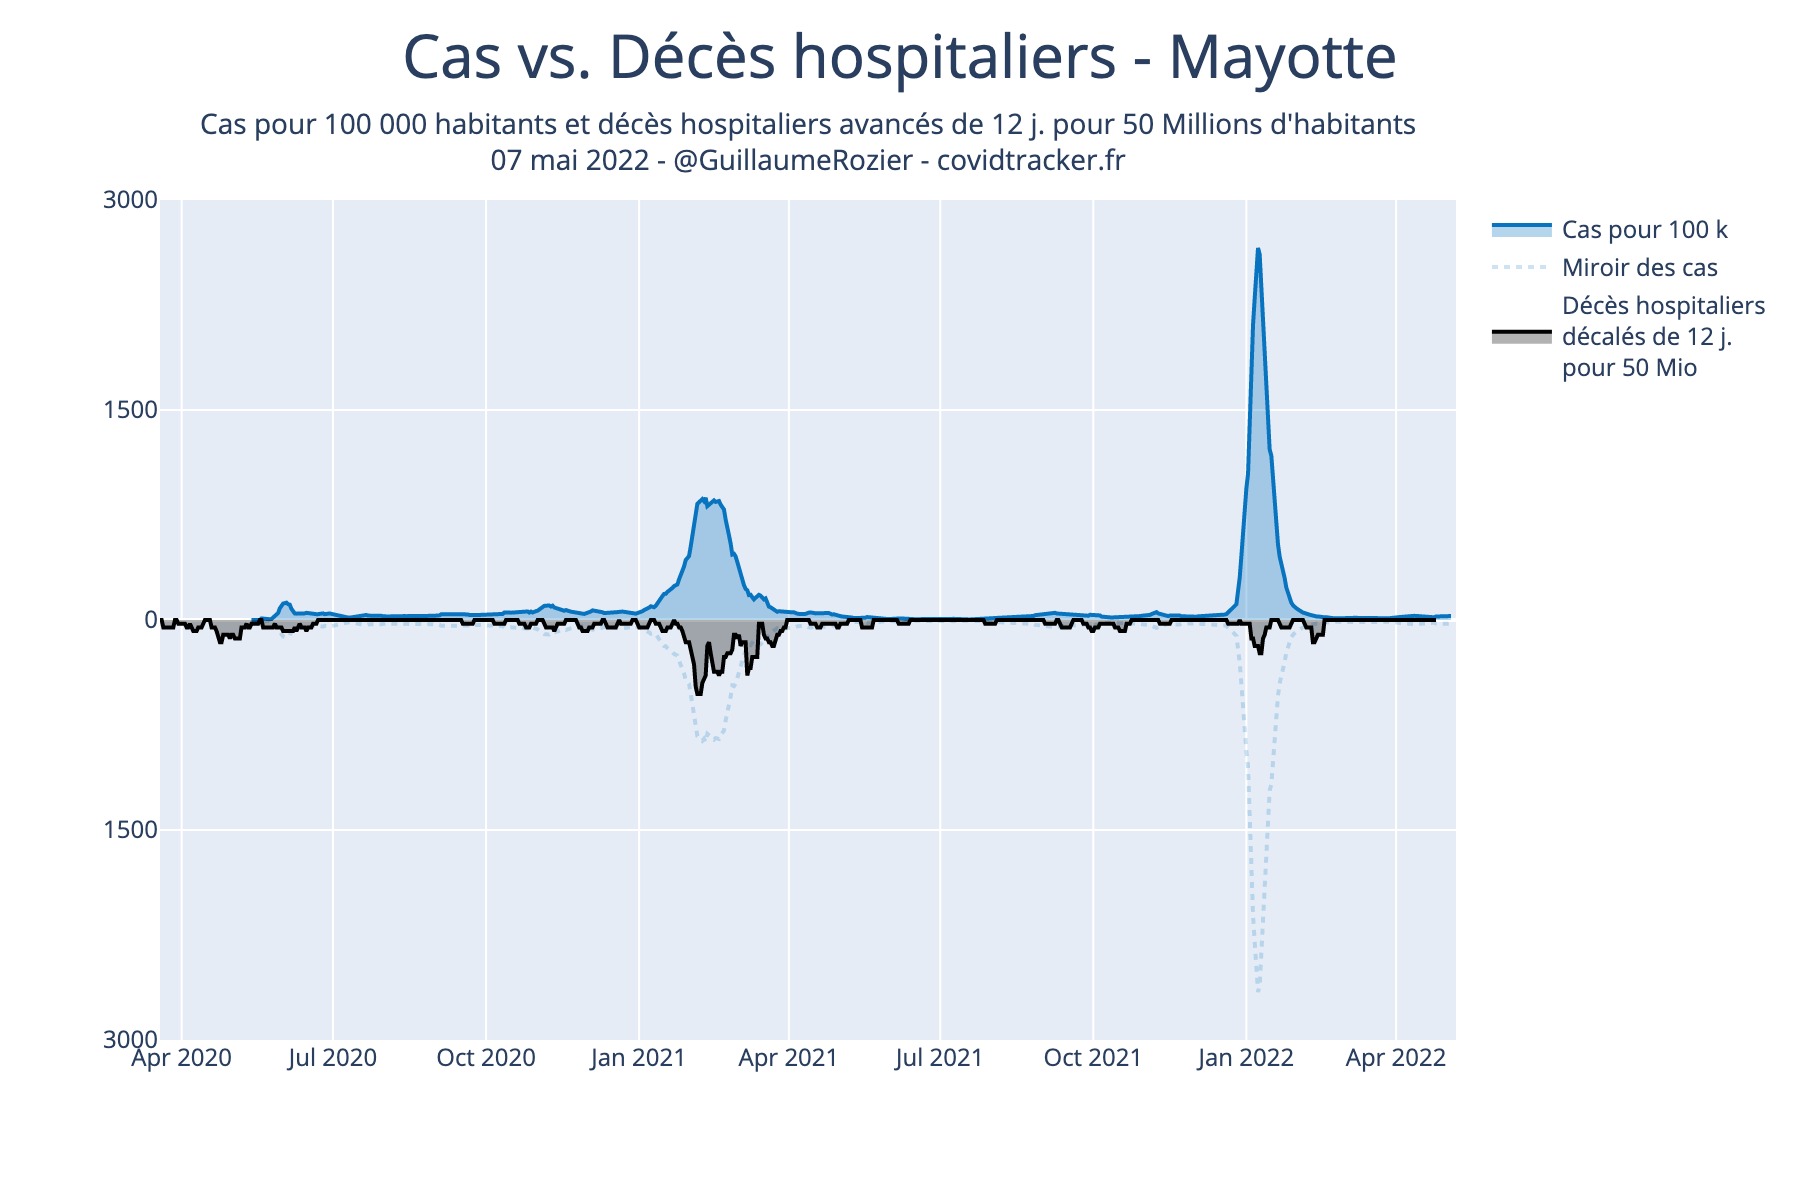 Cas vs. Décès hospitaliers - Mayotte
Cas pour 100 000 habitants et décès hospitaliers avancés de 12 j. pour 50 Millions d'habitants
07 mai 2022 - @GuillaumeRozier - covidtracker.fr
3000
1500
0
1500
3000
Apr 2020
Jul 2020
Oct 2020
Jan 2021
Apr 2021
Jul 2021
Oct 2021
Jan 2022
Apr 2022
Cas pour 100 k
Miroir des cas
Décès hospitaliers
décalés de 12 j.
pour 50 Mio